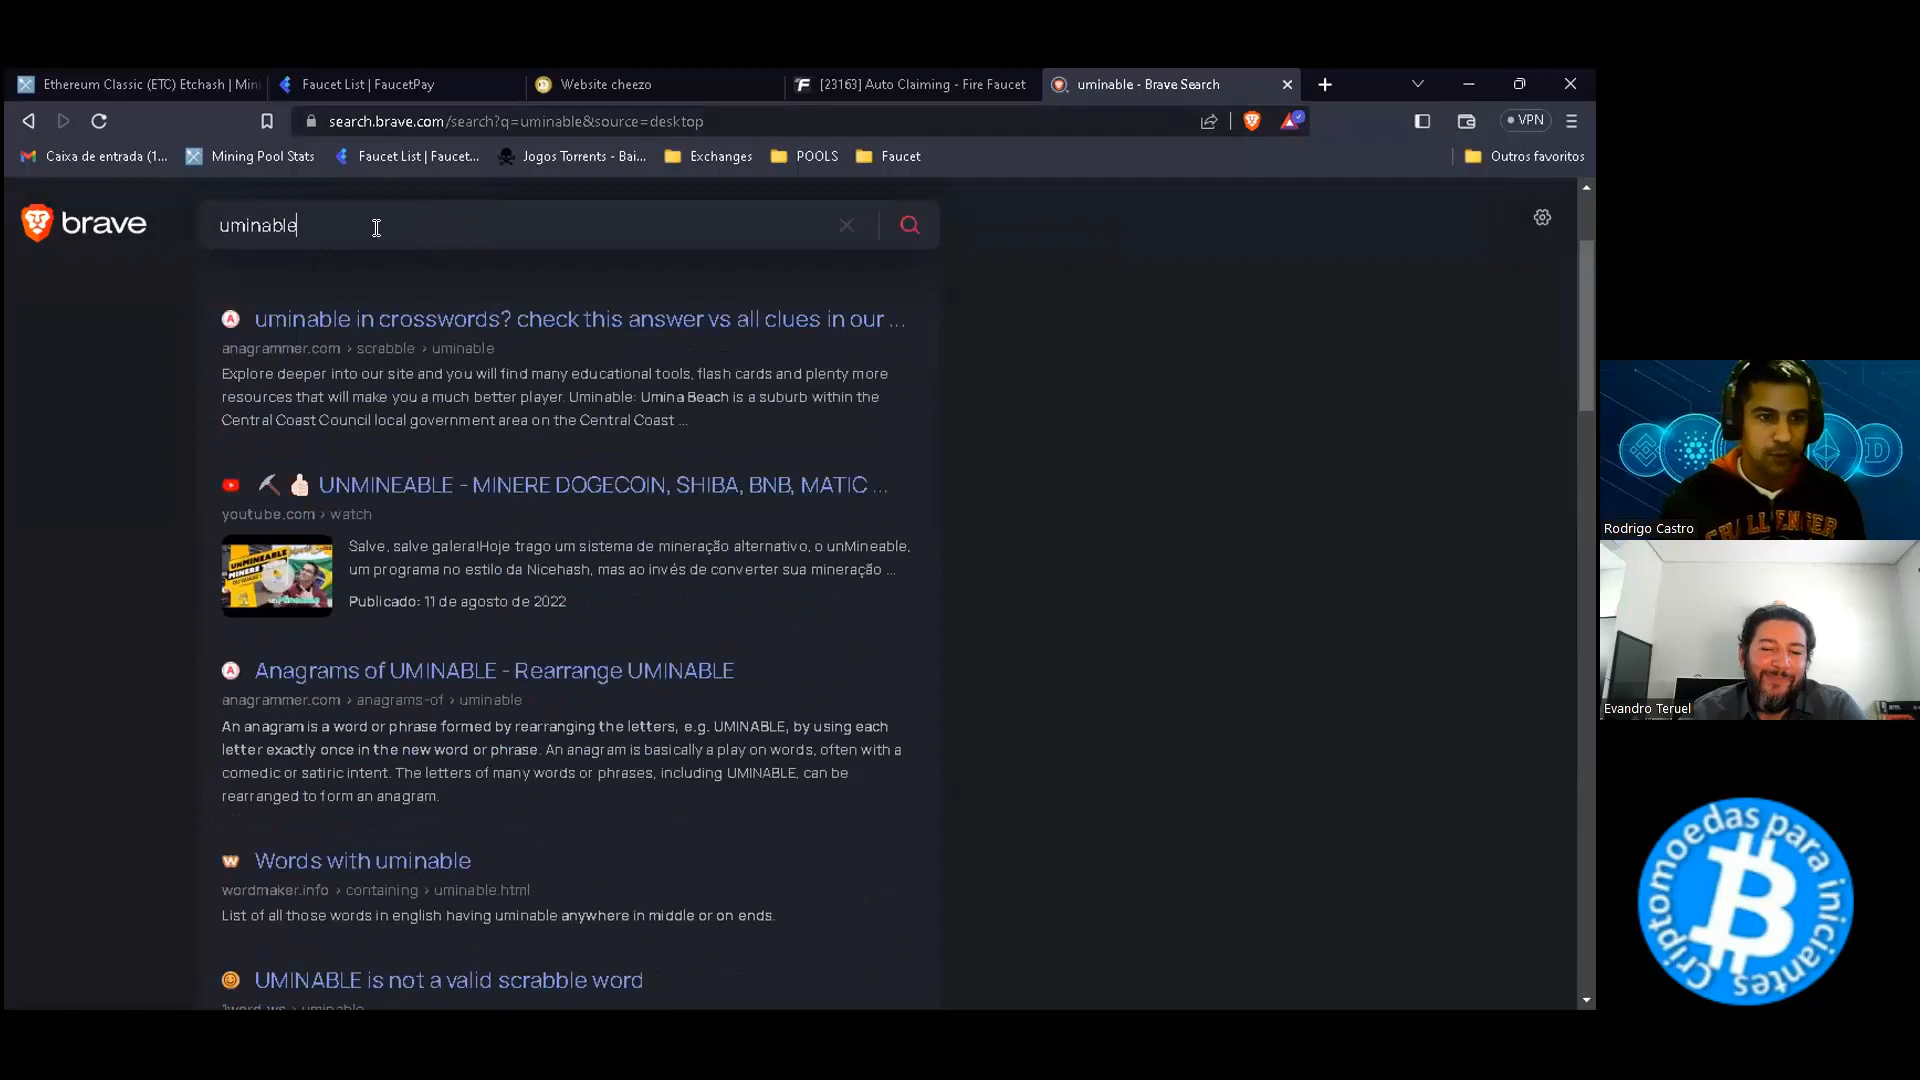 Ethereum Classic (ETC) Etchash | Mini
Faucet List | FaucetPay
Website cheezo
[23163] Auto Claiming - Fire Faucet
uminable - Brave Search
search.brave.com/search?q=uminable&source=desktop
VPN
Caixa de entrada (1...
Mining Pool Stats
Faucet List | Faucet...
Jogos Torrents - Bai...
Exchanges
POOLS
Faucet
Outros favoritos
brave
uminable
uminable in crosswords? check this answer vs all clues in our ...
anagrammer.com › scrabble › uminable
Explore deeper into our site and you will find many educational tools, flash cards and plenty more
resources that will make you a much better player. Uminable: Umina Beach is a suburb within the
Central Coast Council local government area on the Central Coast ...
UNMINEABLE - MINERE DOGECOIN, SHIBA, BNB, MATIC ...
youtube.com › watch
Salve, salve galera!Hoje trago um sistema de mineração alternativo, o unMineable,
um programa no estilo da Nicehash, mas ao invés de converter sua mineração ...
Publicado: 11 de agosto de 2022
UNMINEABLE
MINERE
Anagrams of UMINABLE - Rearrange UMINABLE
anagrammer.com › anagrams-of › uminable
An anagram is a word or phrase formed by rearranging the letters, e.g. UMINABLE, by using each
letter exactly once in the new word or phrase. An anagram is basically a play on words, often with a
comedic or satiric intent. The letters of many words or phrases, including UMINABLE, can be
rearranged to form an anagram.
Words with uminable
wordmaker.info › containing › uminable.html
List of all those words in english having uminable anywhere in middle or on ends.
UMINABLE is not a valid scrabble word
1word.ws › uminable
Rodrigo Castro
Evandro Teruel
Criptomoedas para iniciantes